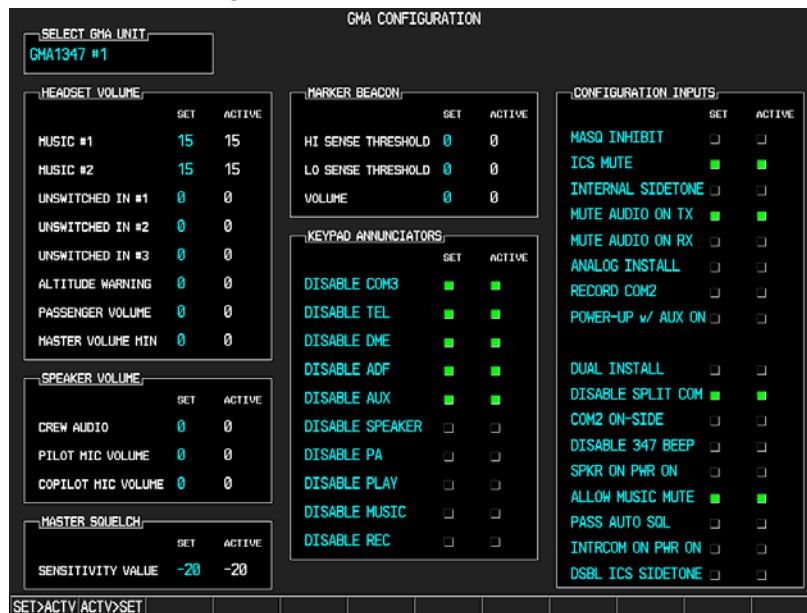 GMA CONFIGURATION
SELECT GMA UNIT
GMA1347 #1
HEADSET VOLUME
SET ACTIVE
MUSIC #1 15 15
MUSIC #2 15 15
UNSWITCHED IN #1 0 0
UNSWITCHED IN #2 0 0
UNSWITCHED IN #3 0 0
ALTITUDE WARNING 0 0
PASSENGER VOLUME 0 0
MASTER VOLUME MIN 0 0
SPEAKER VOLUME
SET ACTIVE
CREW AUDIO 0 0
PILOT MIC VOLUME 0 0
COPILOT MIC VOLUME 0 0
MASTER SQUELCH
SET ACTIVE
SENSITIVITY VALUE -20 -20
MARKER BEACON
SET ACTIVE
HI SENSE THRESHOLD 0 0
LO SENSE THRESHOLD 0 0
VOLUME 0 0
KEYPAD ANNUNCIATORS
SET ACTIVE
DISABLE COM3
DISABLE TEL
DISABLE DME
DISABLE ADF
DISABLE AUX
DISABLE SPEAKER
DISABLE PA
DISABLE PLAY
DISABLE MUSIC
DISABLE REC
CONFIGURATION INPUTS
SET ACTIVE
MASQ INHIBIT
ICS MUTE
INTERNAL SIDETONE
MUTE AUDIO ON TX
MUTE AUDIO ON RX
ANALOG INSTALL
RECORD COM2
POWER-UP w/ AUX ON
DUAL INSTALL
DISABLE SPLIT COM
COM2 ON-SIDE
DISABLE 347 BEEP
SPKR ON PWR ON
ALLOW MUSIC MUTE
PASS AUTO SQL
INTRCOM ON PWR ON
DSBL ICS SIDETONE
SET>ACTV ACTV>SET